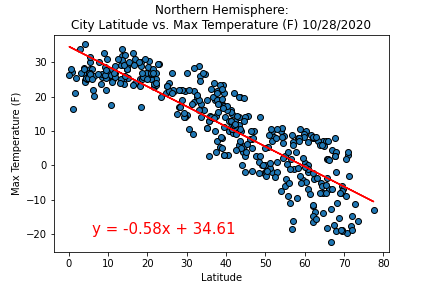 Northern Hemisphere:
City Latitude vs. Max Temperature (F) 10/28/2020
Max Temperature (F)
30
20
10
0
−10
−20
y = -0.58x + 34.61
0 10 20 30 40 50 60 70 80
Latitude